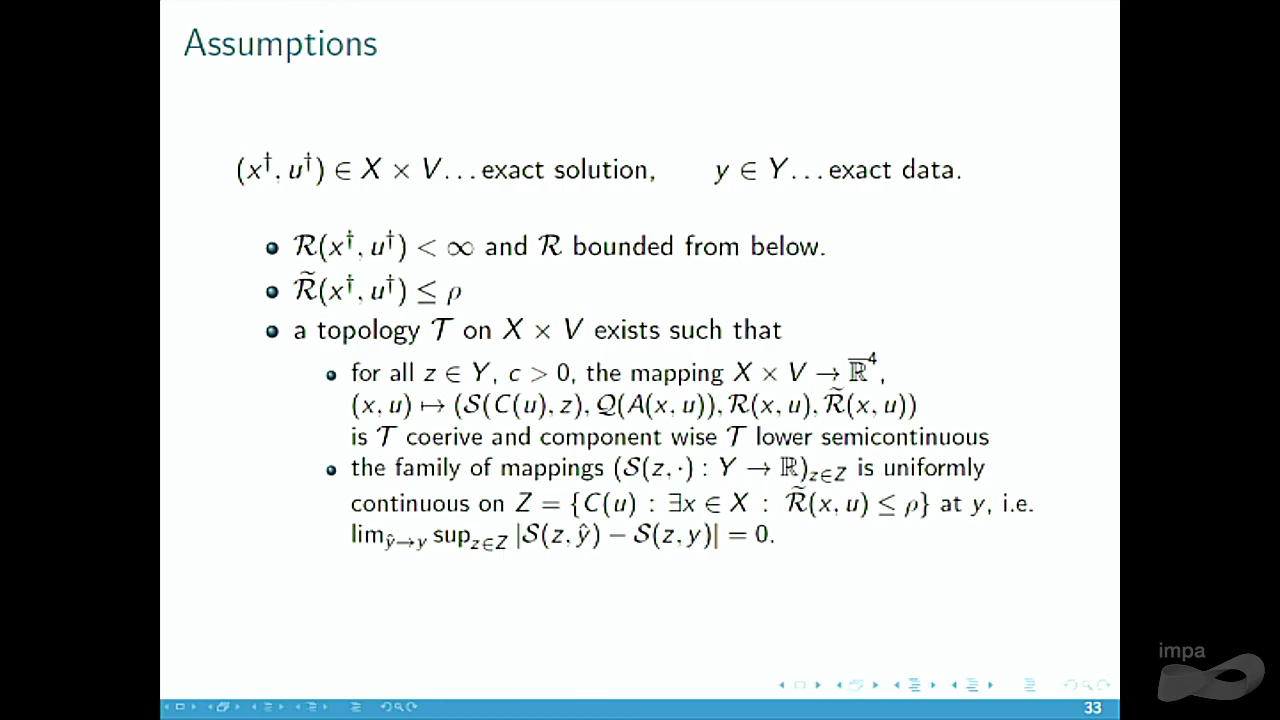 Assumptions
(x†, u†) ∈ X × V . . . exact solution, y ∈ Y . . . exact data.
R(x†, u†) < ∞ and R bounded from below.
R̃(x†, u†) ≤ ρ
a topology T on X × V exists such that
for all z ∈ Y, c > 0, the mapping X × V → ℝ̅⁴,
(x, u) ↦ (S(C(u), z), Q(A(x, u)), R(x, u), R̃(x, u))
is T coerive and component wise T lower semicontinuous
the family of mappings (S(z, ·) : Y → ℝ)z∈Z is uniformly
continuous on Z = {C(u) : ∃x ∈ X : R̃(x, u) ≤ ρ} at y, i.e.
limŷ→y supz∈Z |S(z, ŷ) − S(z, y)| = 0.
impa
33